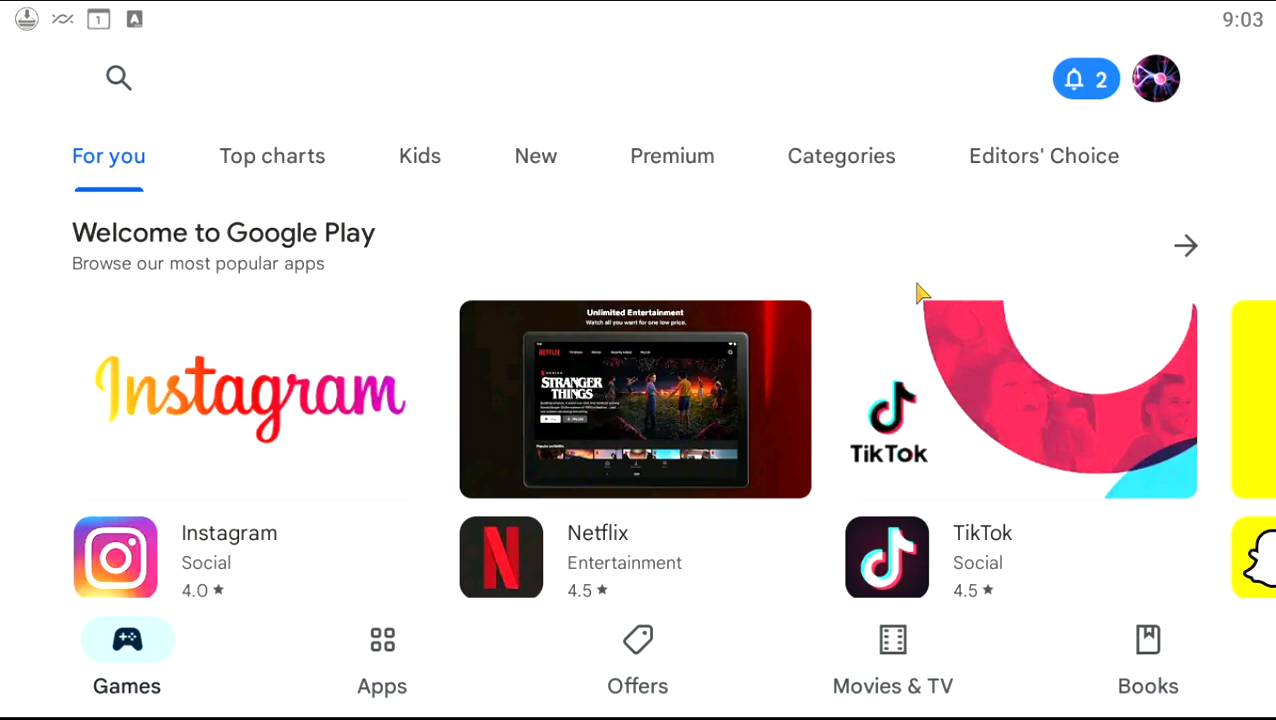 1 A 9:03
2
For you Top charts Kids New Premium Categories Editors' Choice
Welcome to Google Play
Browse our most popular apps
Instagram
Unlimited Entertainment
Watch all you want for one low price.
NETFLIX
STRANGER
THINGS
TikTok
Instagram
Social
4.0 ★
Netflix
Entertainment
4.5 ★
TikTok
Social
4.5 ★
Games Apps Offers Movies & TV Books